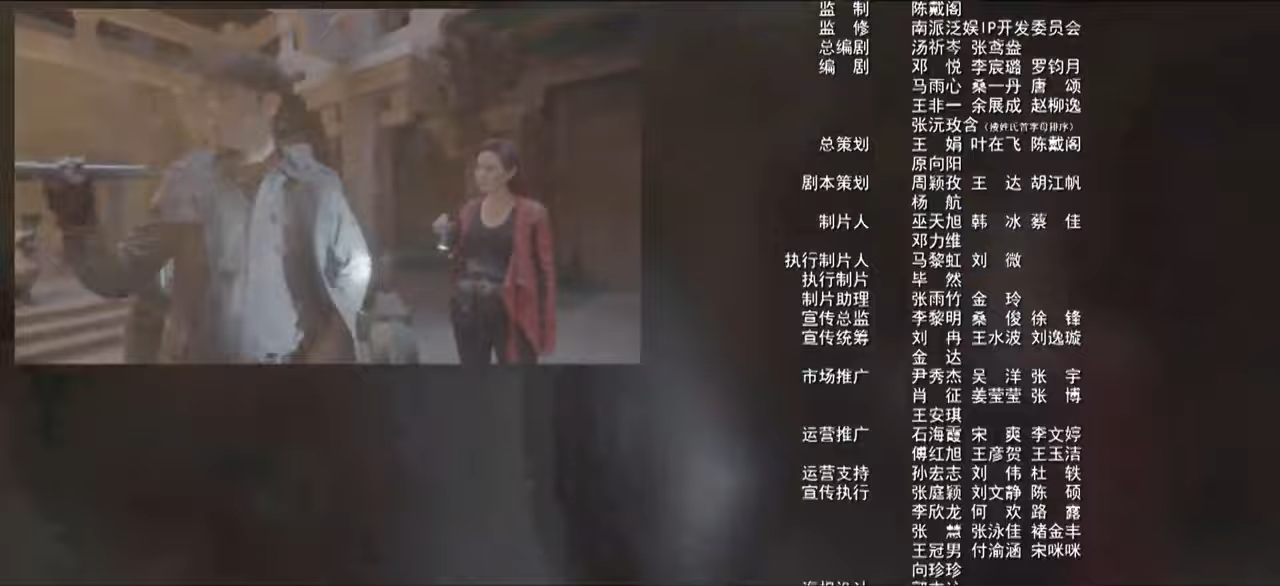 监 制 陈戴阁
监 修 南派泛娱IP开发委员会
总编剧 汤祈岑 张鸢盎
编 剧 邓 悦 李宸璐 罗钧月
马雨心 桑一丹 唐 颂
王非一 余展成 赵柳逸
张沅玫含（按姓氏首字母排序）
总策划 王 娟 叶在飞 陈戴阁
原向阳
剧本策划 周颖孜 王 达 胡江帆
杨 航
制片人 巫天旭 韩 冰 蔡 佳
邓力维
执行制片人 马黎虹 刘 微
执行制片 毕 然
制片助理 张雨竹 金 玲
宣传总监 李黎明 桑 俊 徐 锋
宣传统筹 刘 冉 王水波 刘逸璇
金 达
市场推广 尹秀杰 吴 洋 张 宇
肖 征 姜莹莹 张 博
王安琪
运营推广 石海霞 宋 爽 李文婷
傅红旭 王彦贺 王玉洁
运营支持 孙宏志 刘 伟 杜 轶
宣传执行 张庭颖 刘文静 陈 硕
李欣龙 何 欢 路 露
张 慧 张泳佳 褚金丰
王冠男 付渝涵 宋咪咪
向珍珍